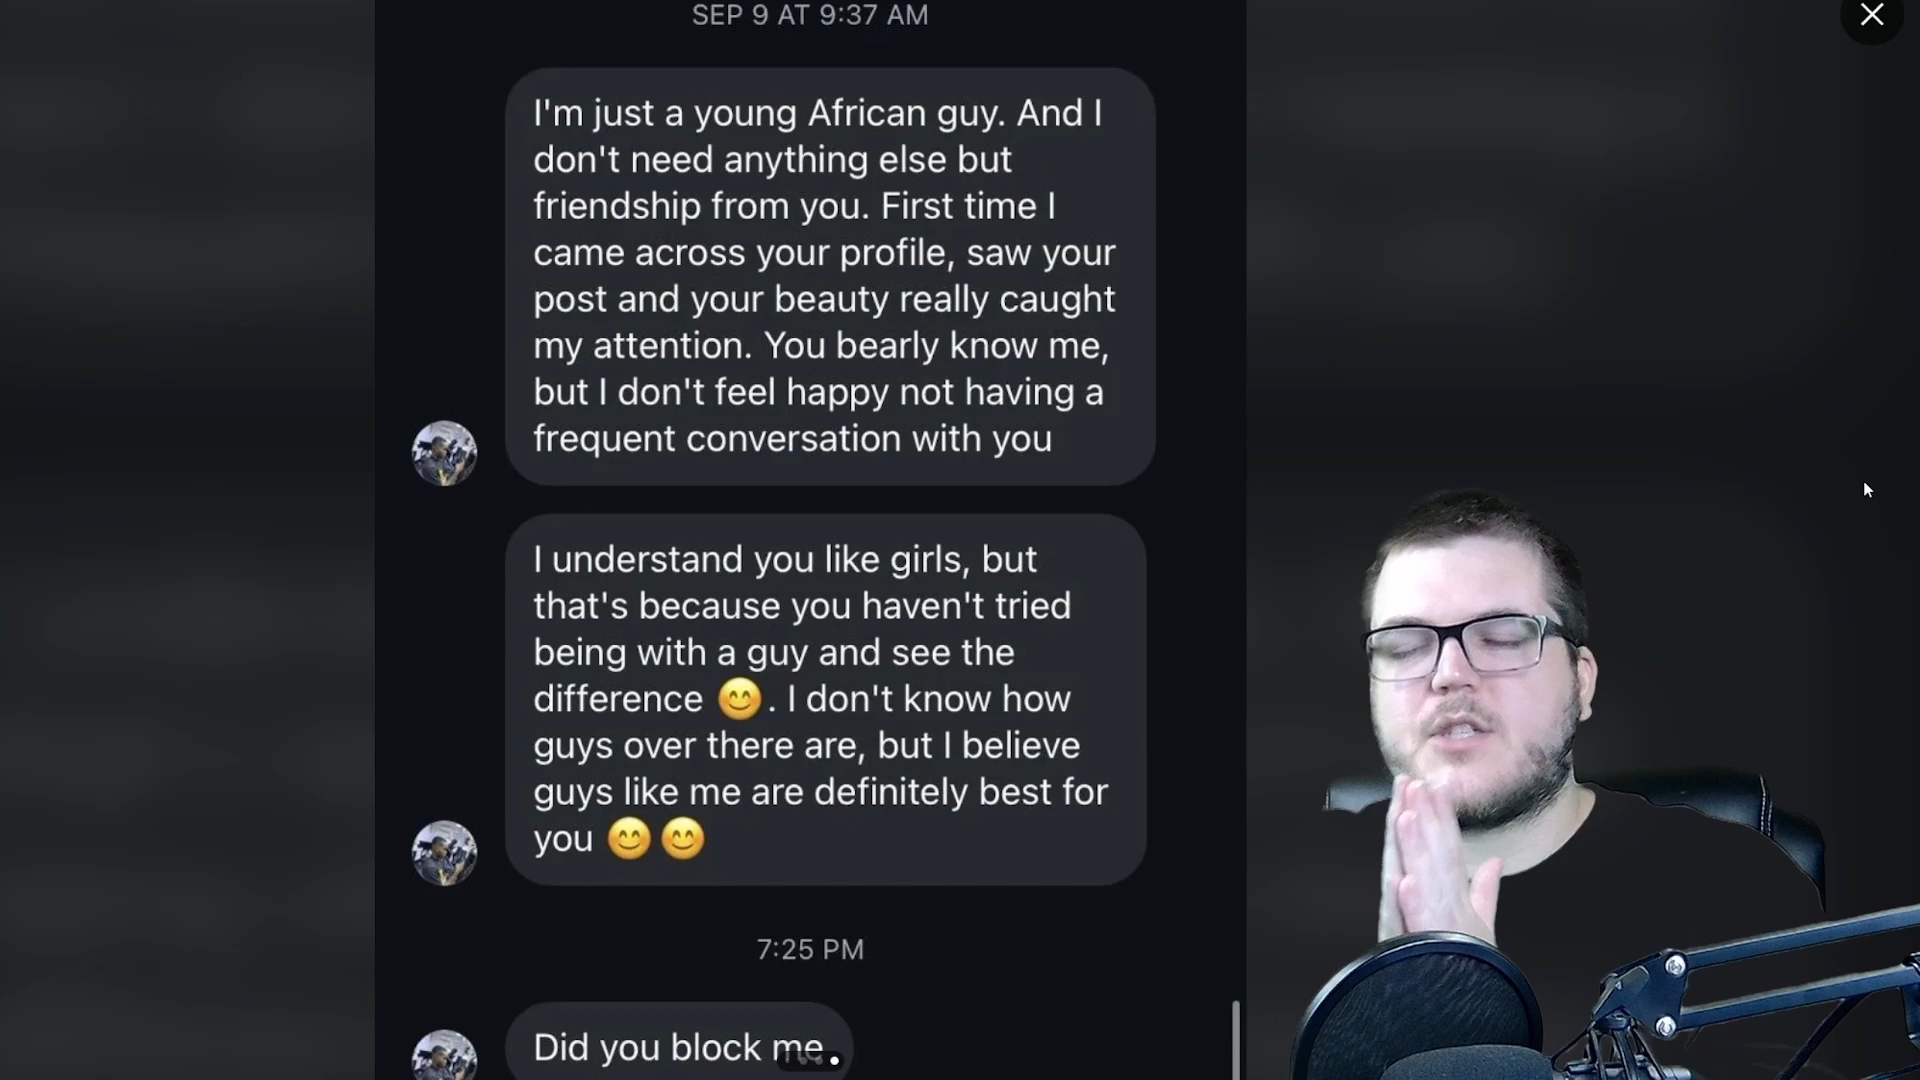 SEP 9 AT 9:37 AM
I'm just a young African guy. And I
don't need anything else but
friendship from you. First time I
came across your profile, saw your
post and your beauty really caught
my attention. You bearly know me,
but I don't feel happy not having a
frequent conversation with you
I understand you like girls, but
that's because you haven't tried
being with a guy and see the
difference 😊. I don't know how
guys over there are, but I believe
guys like me are definitely best for
you 😊😊
7:25 PM
Did you block me